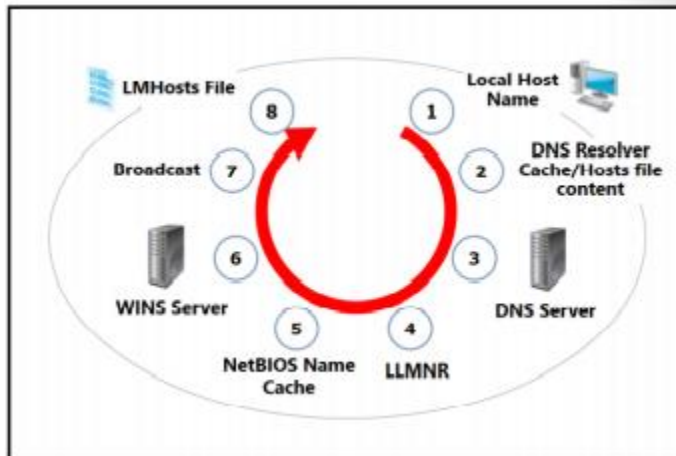 LMHosts File
8
1
Local Host
Name
Broadcast
7
2
DNS Resolver
Cache/Hosts file
content
6
3
WINS Server
DNS Server
5
4
NetBIOS Name
Cache
LLMNR